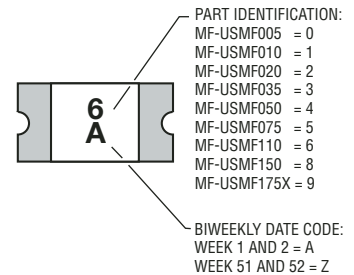 6
A
PART IDENTIFICATION:
MF-USMF005 = 0
MF-USMF010 = 1
MF-USMF020 = 2
MF-USMF035 = 3
MF-USMF050 = 4
MF-USMF075 = 5
MF-USMF110 = 6
MF-USMF150 = 8
MF-USMF175X = 9
BIWEEKLY DATE CODE:
WEEK 1 AND 2 = A
WEEK 51 AND 52 = Z